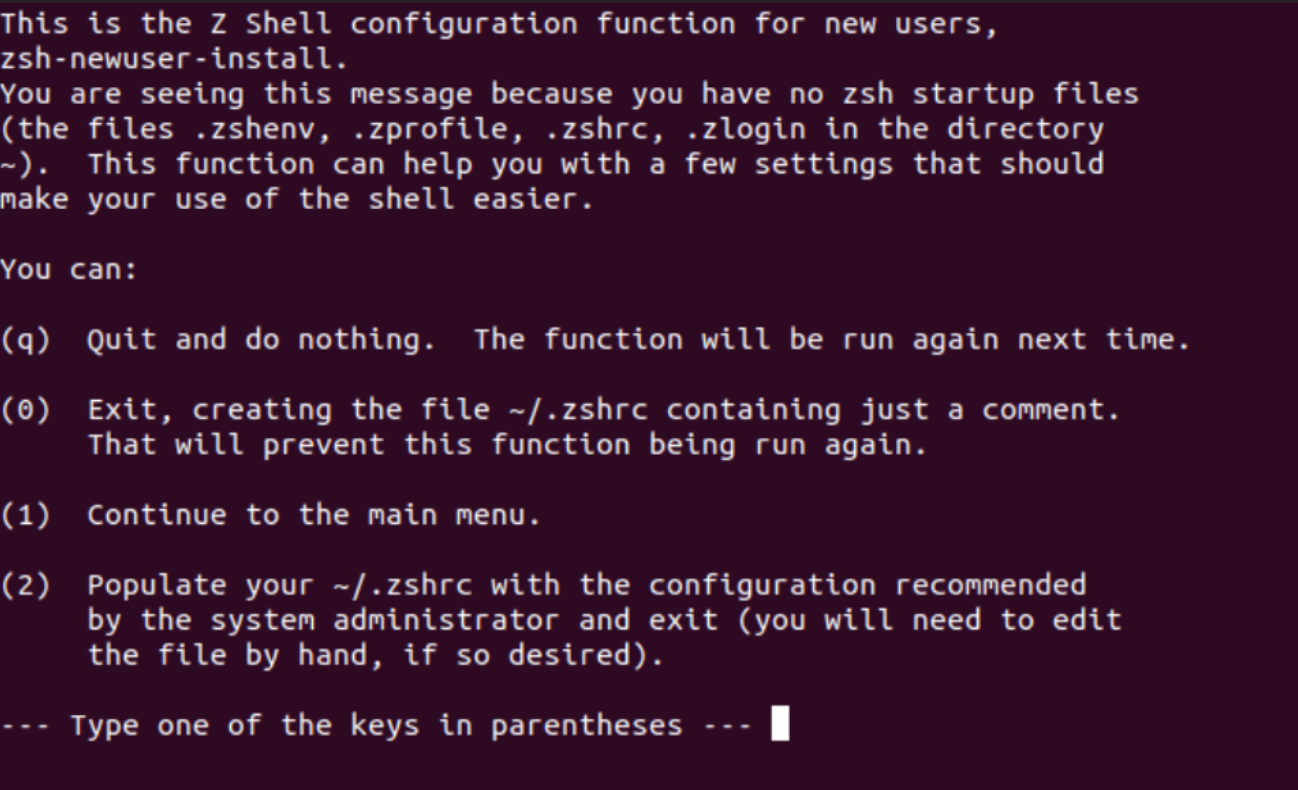 This is the Z Shell configuration function for new users,
zsh-newuser-install.
You are seeing this message because you have no zsh startup files
(the files .zshenv, .zprofile, .zshrc, .zlogin in the directory
~).  This function can help you with a few settings that should
make your use of the shell easier.

You can:

(q)  Quit and do nothing.  The function will be run again next time.

(0)  Exit, creating the file ~/.zshrc containing just a comment.
     That will prevent this function being run again.

(1)  Continue to the main menu.

(2)  Populate your ~/.zshrc with the configuration recommended
     by the system administrator and exit (you will need to edit
     the file by hand, if so desired).

--- Type one of the keys in parentheses ---